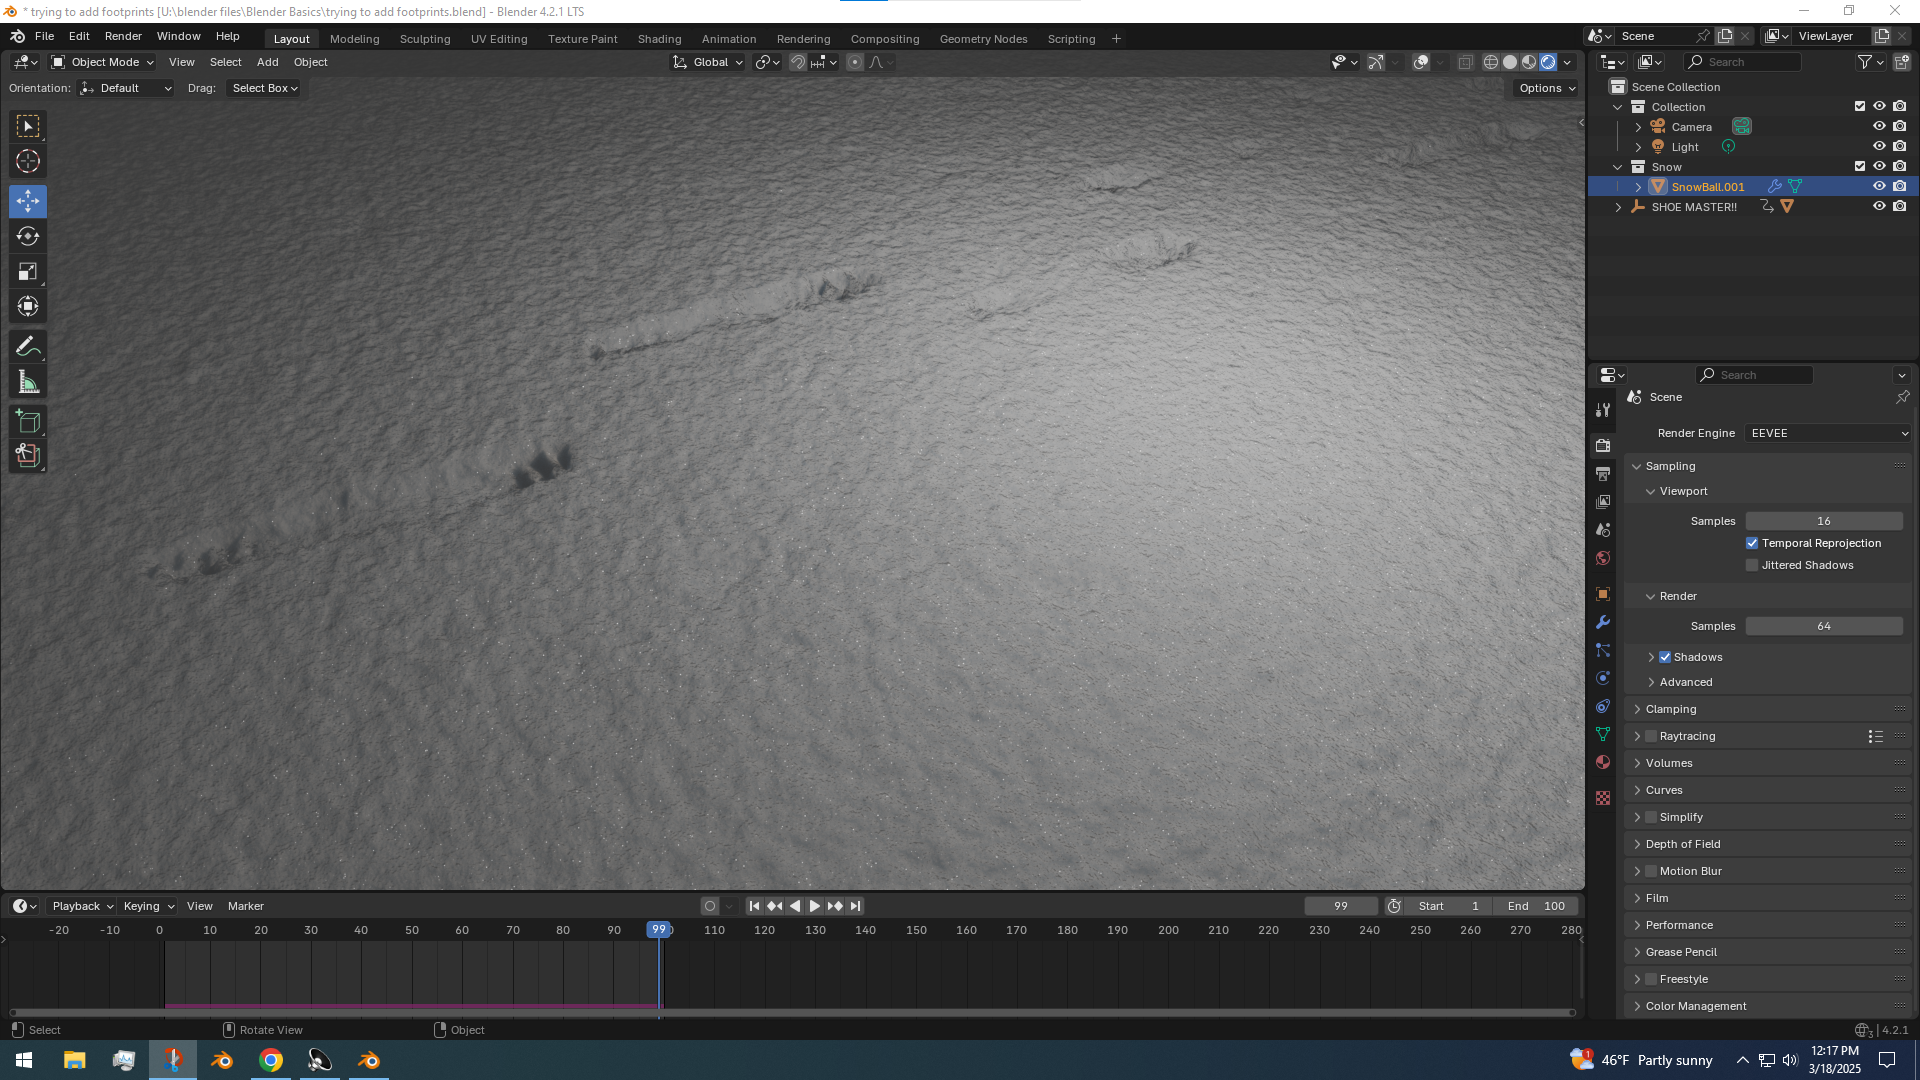 * trying to add footprints [U:\blender files\Blender Basics\trying to add footprints.blend] - Blender 4.2.1 LTS
File Edit Render Window Help Layout Modeling Sculpting UV Editing Texture Paint Shading Animation Rendering Compositing Geometry Nodes Scripting Scene ViewLayer
Object Mode View Select Add Object Global Search
Orientation: Default Drag: Select Box Options
Scene Collection
Collection
Camera
Light
Snow
SnowBall.001
SHOE MASTER!!
Search
Scene
Render Engine EEVEE
Sampling
Viewport
Samples 16
Temporal Reprojection
Jittered Shadows
Render
Samples 64
Shadows
Advanced
Clamping
Raytracing
Volumes
Curves
Simplify
Depth of Field
Motion Blur
Film
Performance
Grease Pencil
Freestyle
Color Management
Playback Keying View Marker 99 Start 1 End 100
-20 -10 0 10 20 30 40 50 60 70 80 90 99 110 120 130 140 150 160 170 180 190 200 210 220 230 240 250 260 270 280
Select Rotate View Object 3 4.2.1
1 46°F Partly sunny 12:17 PM
3/18/2025